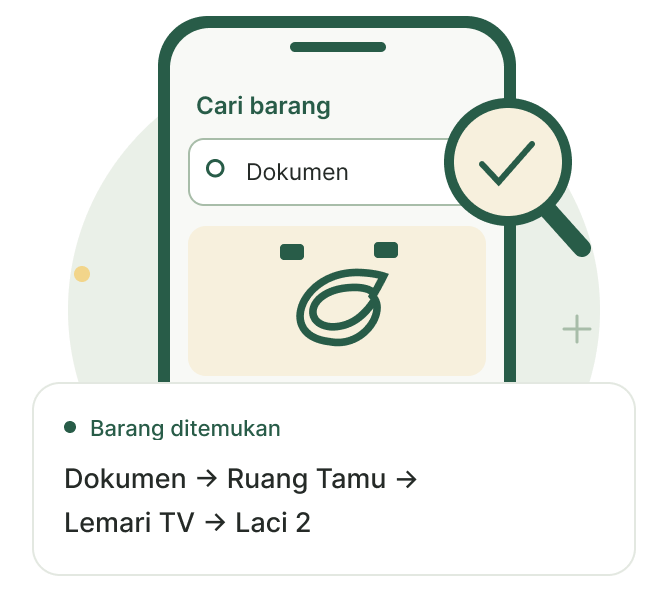 Cari barang
Dokumen
Barang ditemukan
Dokumen → Ruang Tamu →
Lemari TV → Laci 2